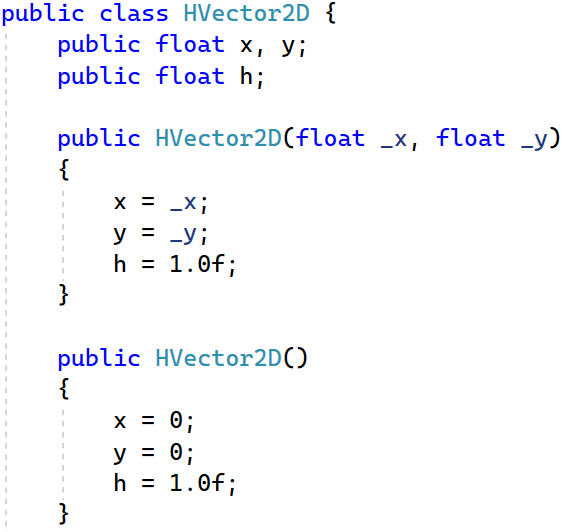 public class HVector2D {
    public float x, y;
    public float h;

    public HVector2D(float _x, float _y)
    {
        x = _x;
        y = _y;
        h = 1.0f;
    }

    public HVector2D()
    {
        x = 0;
        y = 0;
        h = 1.0f;
    }